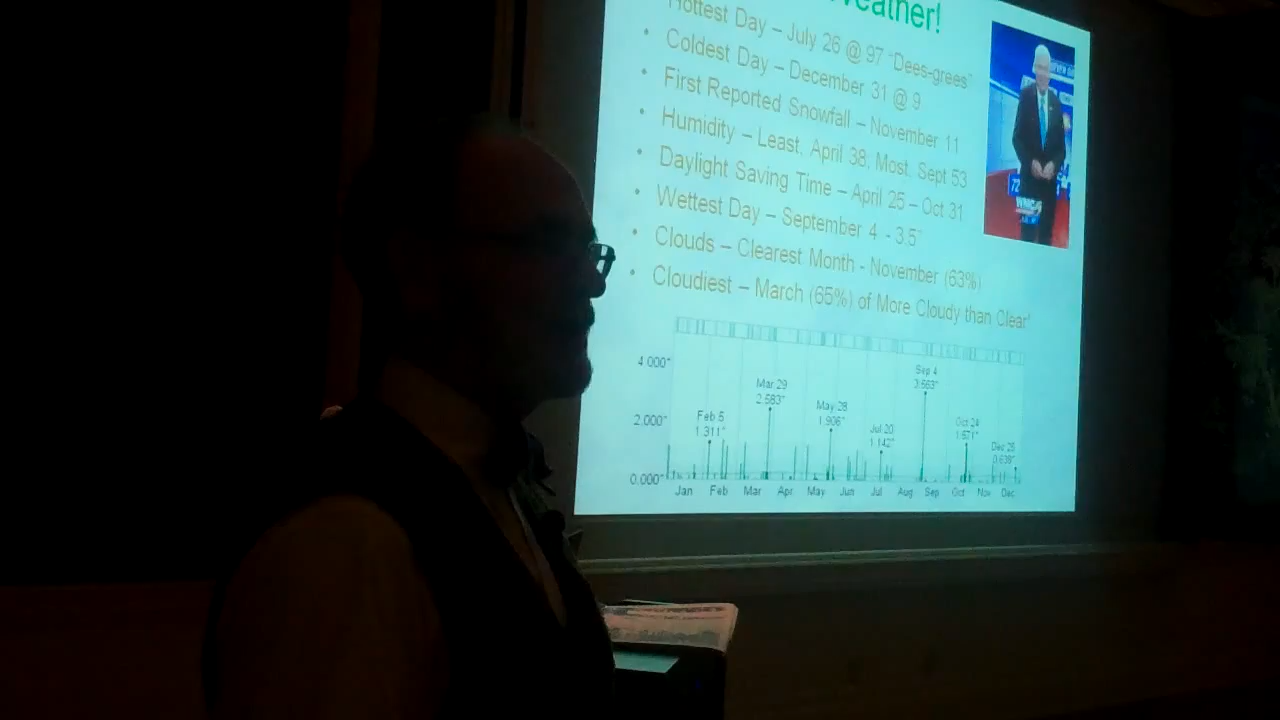 Weather!
Hottest Day – July 26 @ 97 "Dees-grees"
• Coldest Day – December 31 @ 9
• First Reported Snowfall – November 11
• Humidity – Least, April 38; Most, Sept 53
• Daylight Saving Time – April 25 – Oct 31
• Wettest Day – September 4 - 3.5"
• Clouds – Clearest Month - November (63%)
• Cloudiest – March (65%) of More Cloudy than Clear"
4.000"
2.000"
0.000"
Feb 5
1.311"
Mar 29
2.583"
May 28
1.906"
Jul 20
1.142"
Sep 4
3.563"
Oct 24
1.571"
Dec 25
Jan Feb Mar Apr May Jun Jul Aug Sep Oct Nov Dec
72